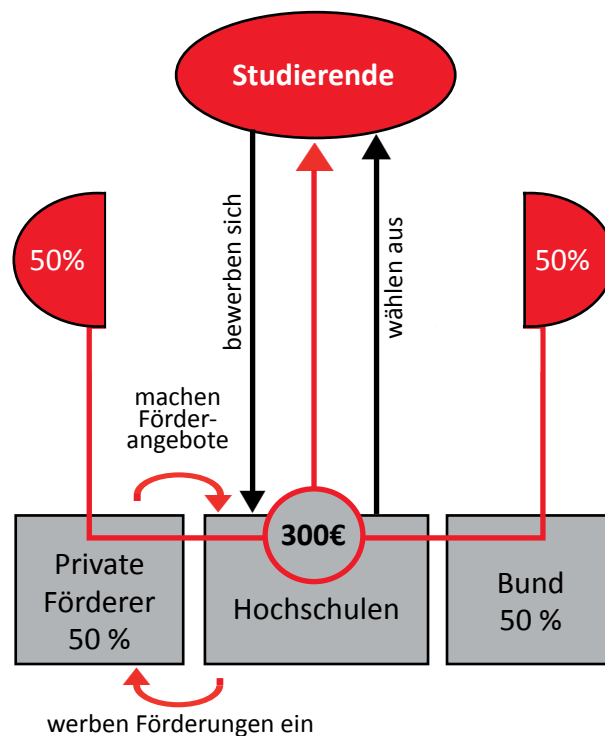 Studierende
50%
50%
bewerben sich
wählen aus
machen
Förder-
angebote
300€
Private
Förderer
50 %
Hochschulen
Bund
50 %
werben Förderungen ein